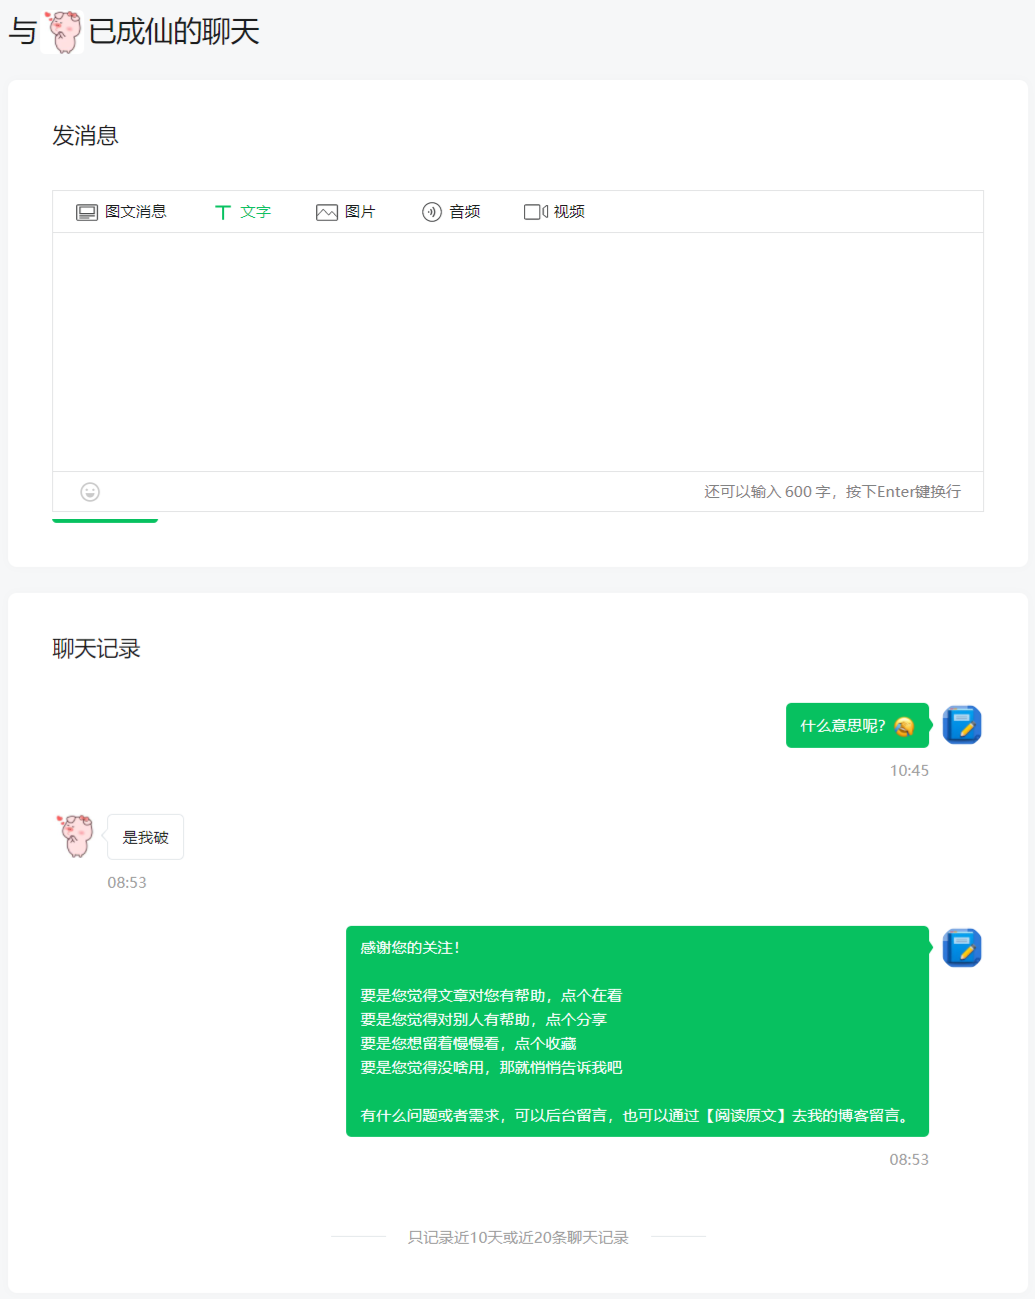 与已成仙的聊天
发消息
图文消息 文字 图片 音频 视频
还可以输入 600 字，按下Enter键换行
聊天记录
什么意思呢？
10:45
是我破
08:53
感谢您的关注！
要是您觉得文章对您有帮助，点个在看
要是您觉得对别人有帮助，点个分享
要是您想留着慢慢看，点个收藏
要是您觉得没啥用，那就悄悄告诉我吧
有什么问题或者需求，可以后台留言，也可以通过【阅读原文】去我的博客留言。
08:53
只记录近10天或近20条聊天记录